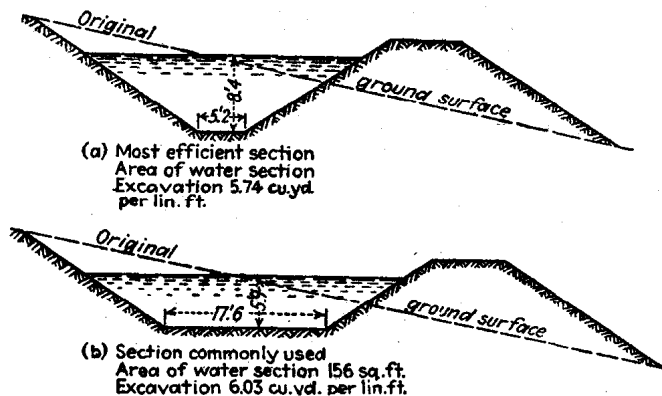 Original
8'.4
5'.2
ground surface
(a) Most efficient section
Area of water section
Excavation 5.74 cu.yd.
per lin. ft.
Original
5'.9
17'.6
ground surface
(b) Section commonly used
Area of water section 156 sq.ft.
Excavation 6.03 cu.yd. per lin.ft.